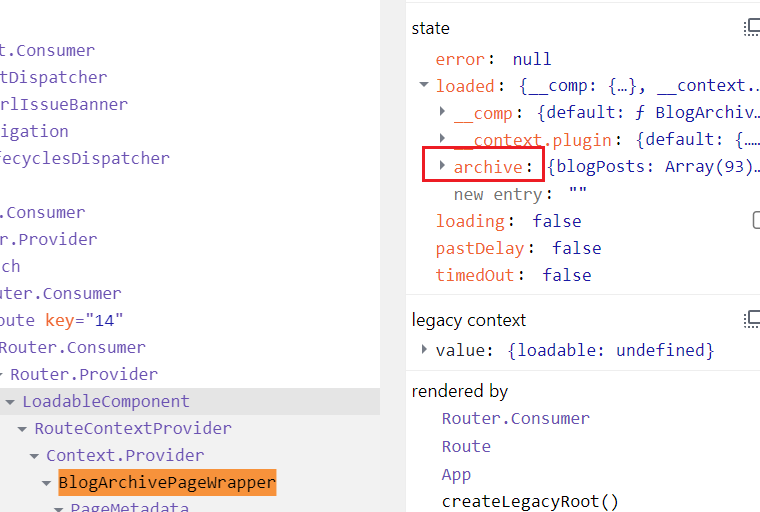 t.Consumer
tDispatcher
rlIssueBanner
igation
fecyclesDispatcher
.Consumer
r.Provider
ch
uter.Consumer
oute key="14"
Router.Consumer
Router.Provider
LoadableComponent
RouteContextProvider
Context.Provider
BlogArchivePageWrapper
PageMetadata
state
error: null
loaded: {__comp: {…}, __context..
__comp: {default: ƒ BlogArchiv…
__context.plugin: {default: {……
archive: {blogPosts: Array(93)…
new entry: ""
loading: false
pastDelay: false
timedOut: false
legacy context
value: {loadable: undefined}
rendered by
Router.Consumer
Route
App
createLegacyRoot()